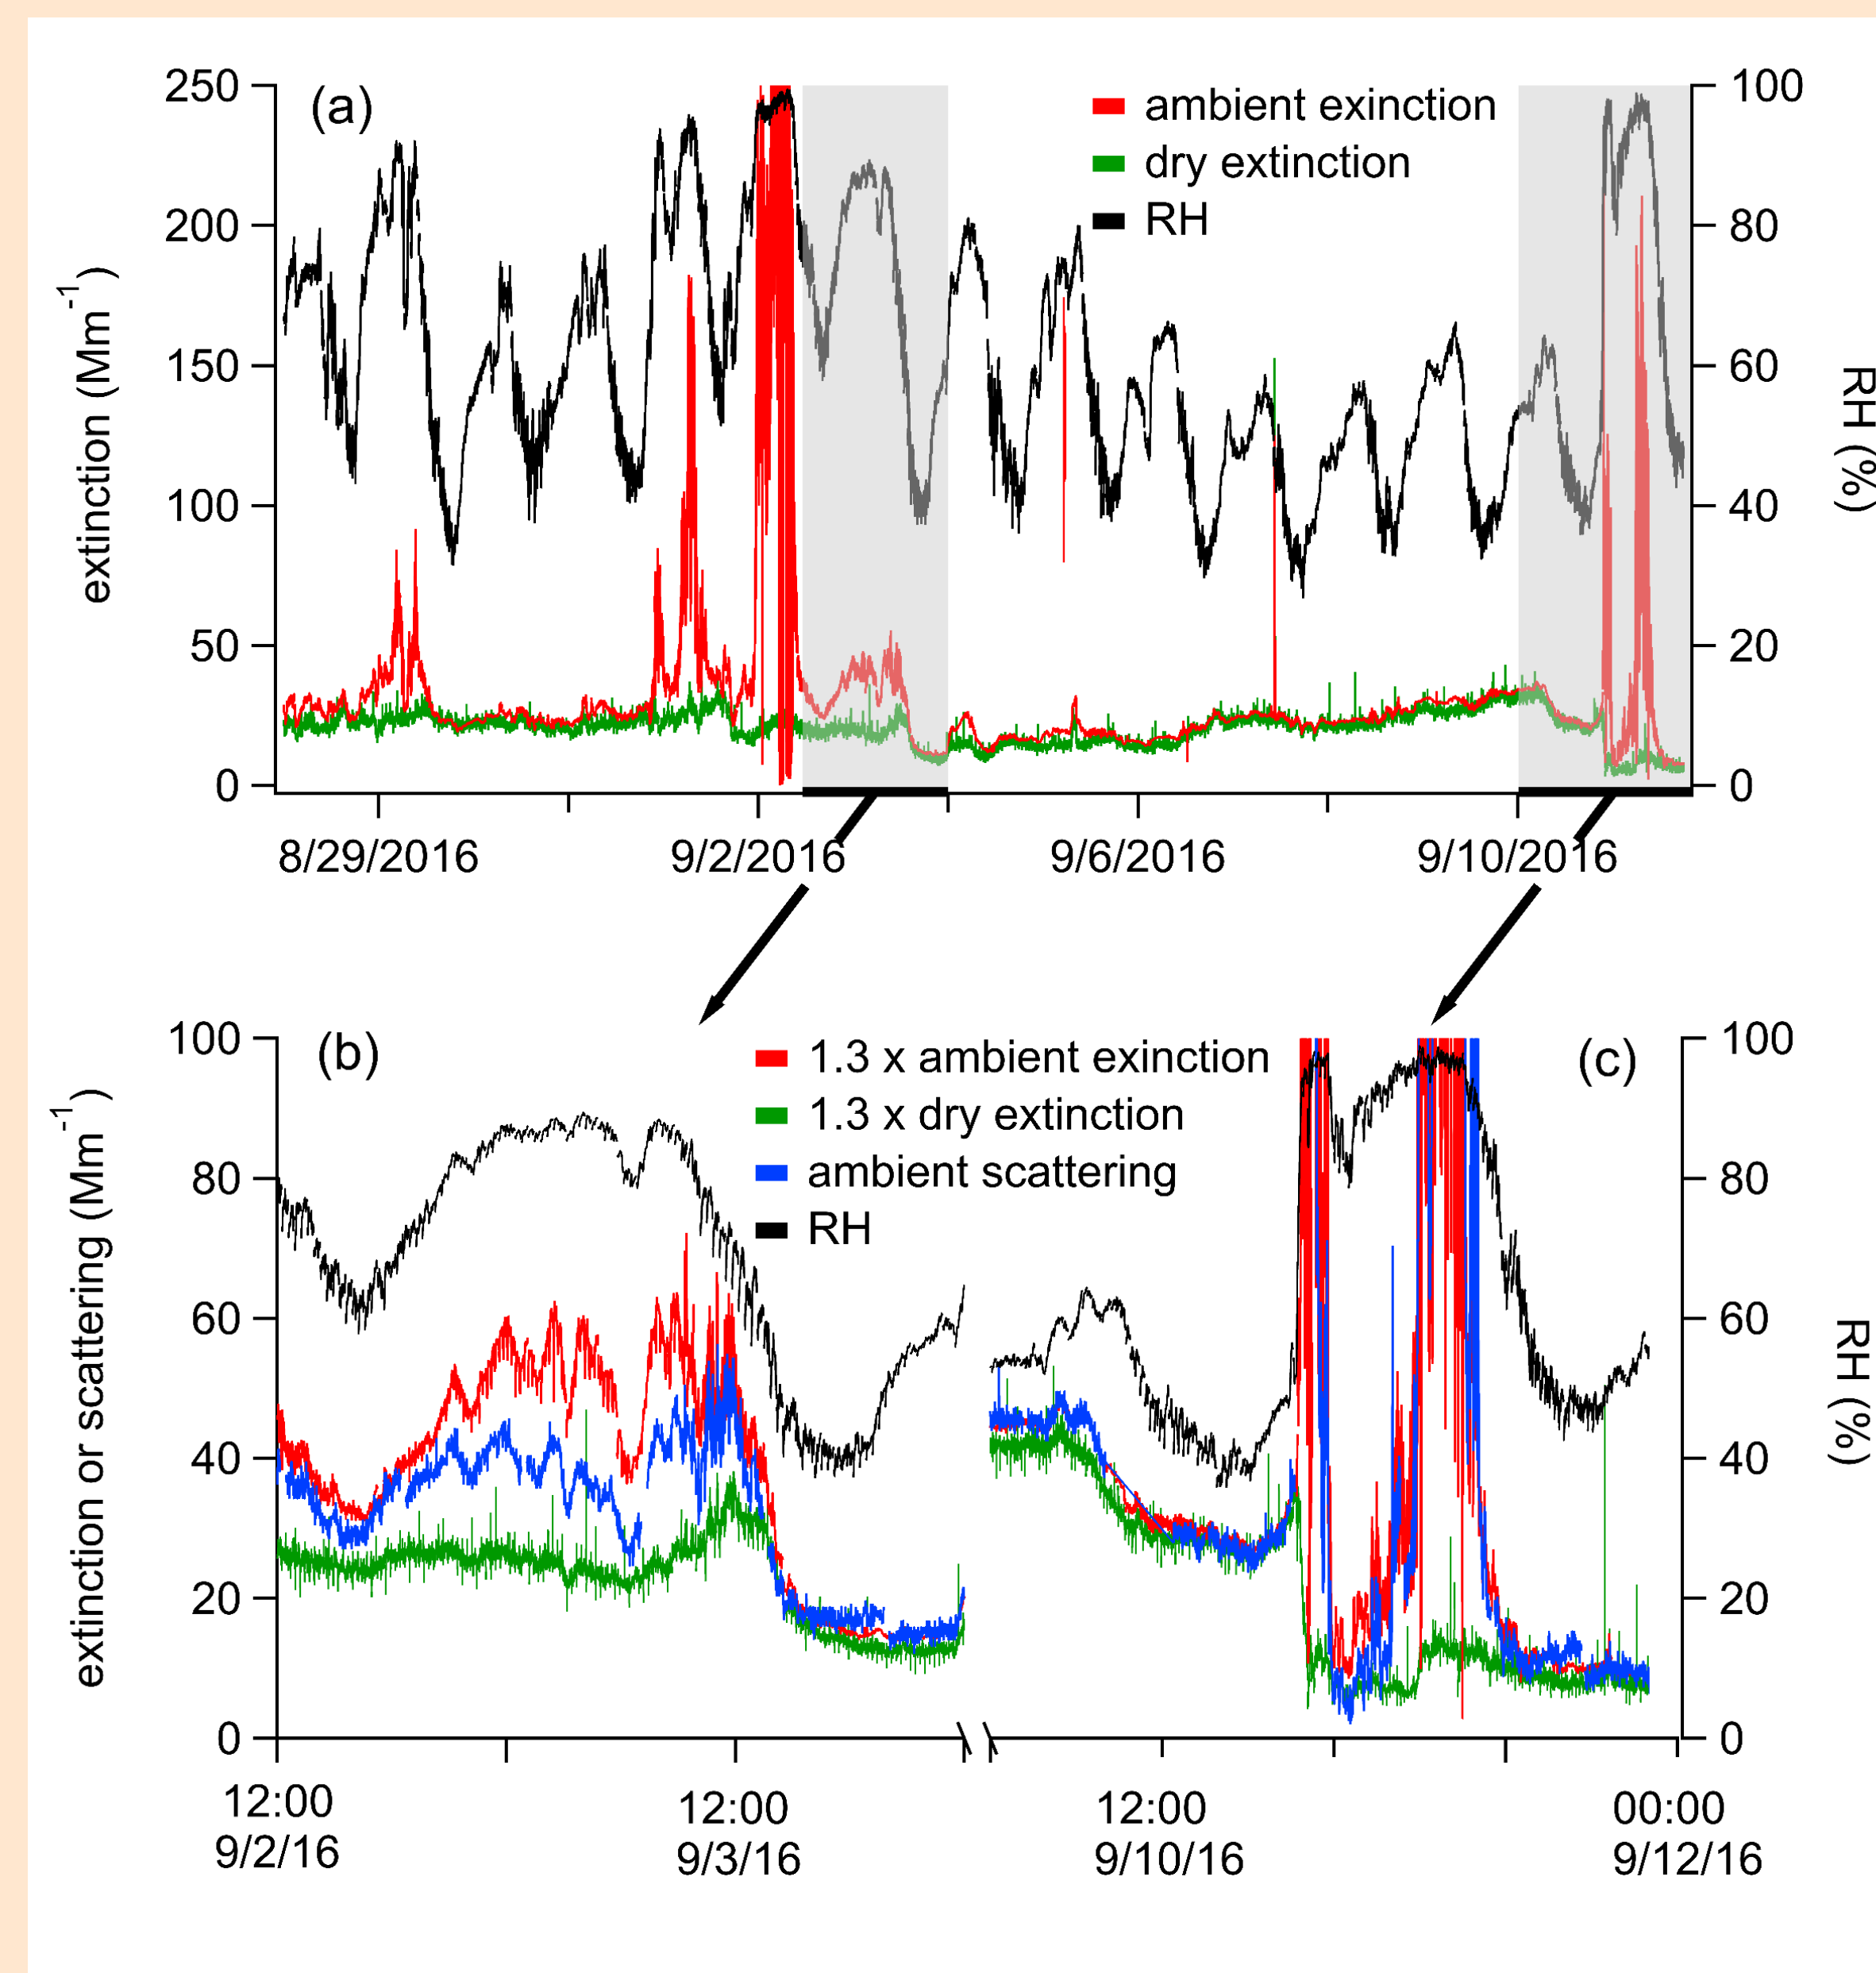 (a)
ambient exinction
dry extinction
RH
250
200
150
100
50
0
extinction (Mm-1)
100
80
60
40
20
0
RH (%)
8/29/2016
9/2/2016
9/6/2016
9/10/2016
(b)
1.3 x ambient exinction
1.3 x dry extinction
ambient scattering
RH
(c)
100
80
60
40
20
0
extinction or scattering (Mm-1)
100
80
60
40
20
0
RH (%)
12:00
9/2/16
12:00
9/3/16
12:00
9/10/16
00:00
9/12/16